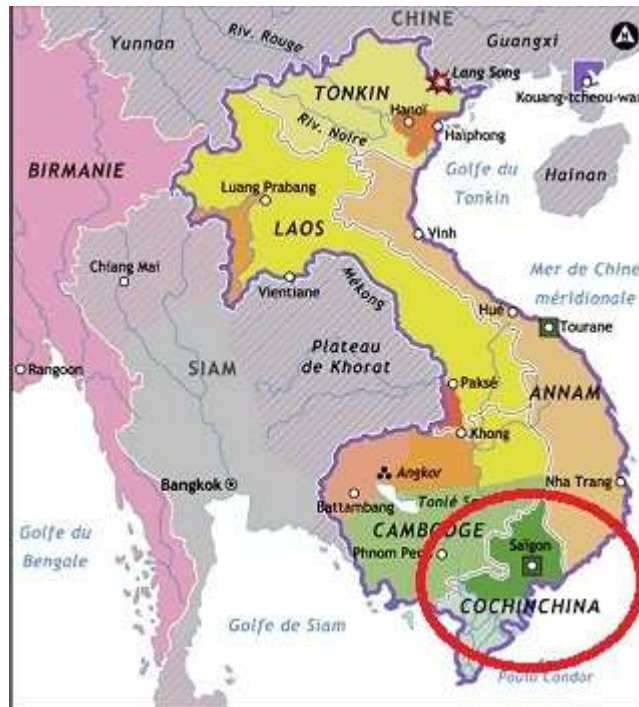 CHINE
Yunnan
Riv. Rouge
Guangxi
N
Lang Song
TONKIN
Kouang-tcheou-wan
Hanoï
Riv. Noire
Haïphong
BIRMANIE
Golfe du
Tonkin
Hainan
Luang Prabang
LAOS
Vinh
Chiang Mai
Mer de Chine
méridionale
Vientiane
Mékong
Hué
Tourane
Plateau
de Khorat
SIAM
Rangoon
Paksé
ANNAM
Khong
Angkor
Bangkok
Nha Trang
Battambang
Tonlé
CAMBODGE
Golfe du
Bengale
Saïgon
Phnom Pe
COCHINCHINA
Golfe de Siam
Poulo Condor